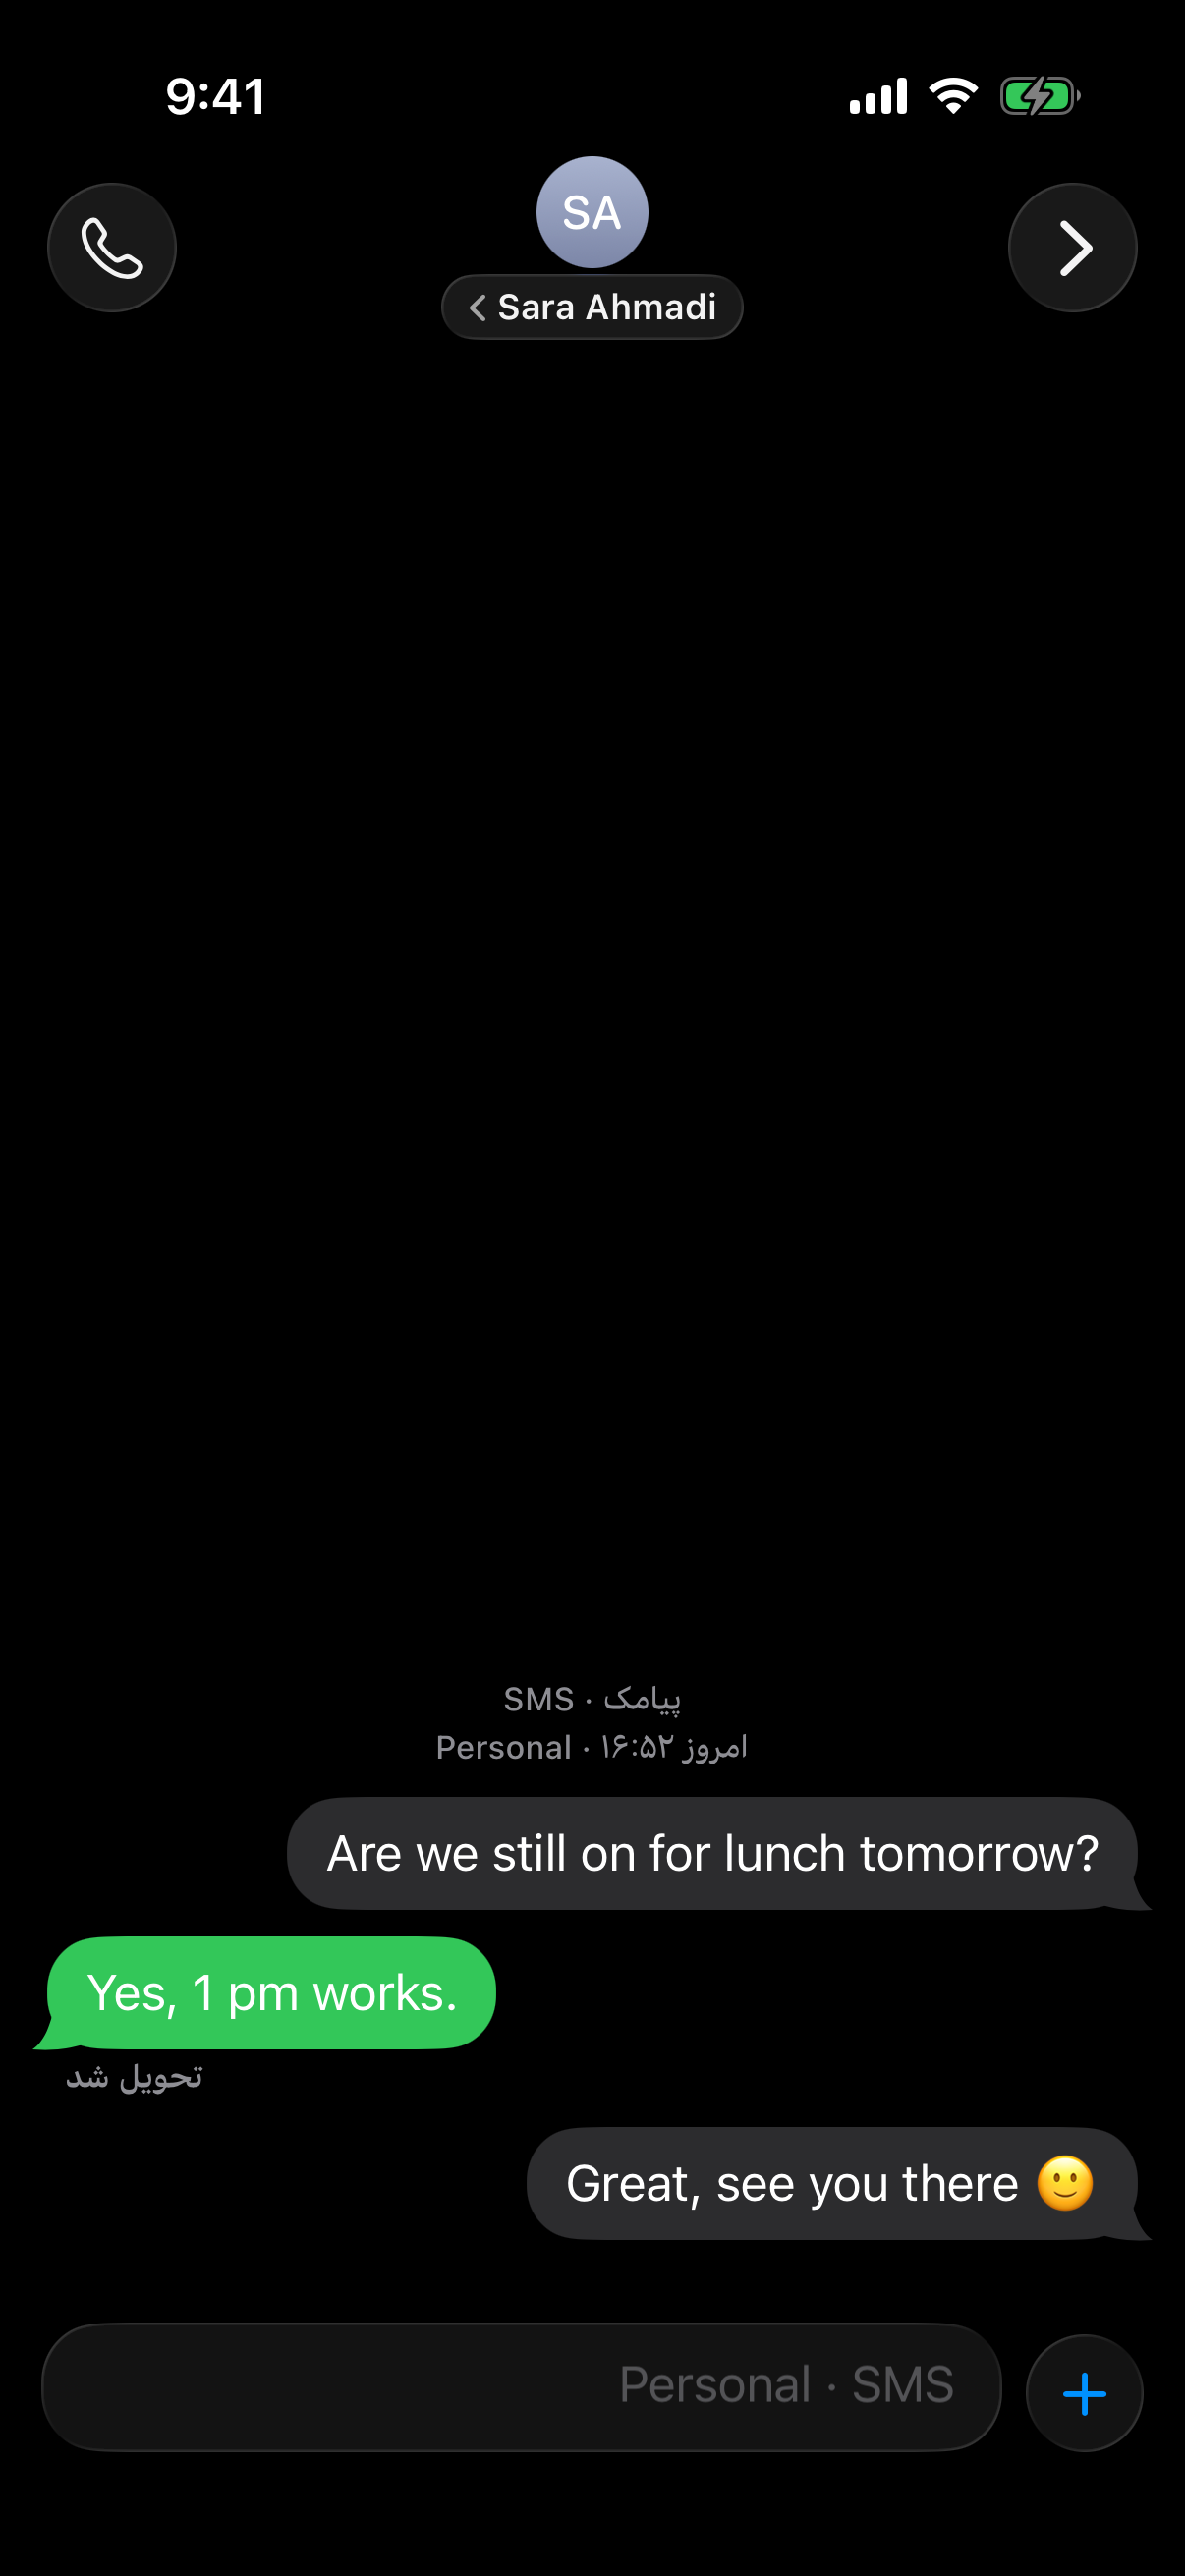 9:41
SA
Sara Ahmadi
پیامک · SMS
امروز ۱۶:۵۲ · Personal
Are we still on for lunch tomorrow?
Yes, 1 pm works.
تحویل شد
Great, see you there 🙂
Personal · SMS